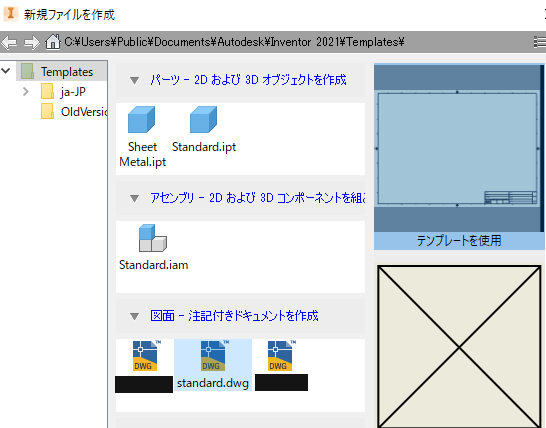 新規ファイルを作成
C:¥Users¥Public¥Documents¥Autodesk¥Inventor 2021¥Templates¥
Templates
ja-JP
OldVersio
パーツ - 2D および 3D オブジェクトを作成
Sheet
Metal.ipt
Standard.ipt
アセンブリ - 2D および 3D コンポーネントを組み
Standard.iam
図面 - 注記付きドキュメントを作成
DWG
DWG
DWG
standard.dwg
テンプレートを使用